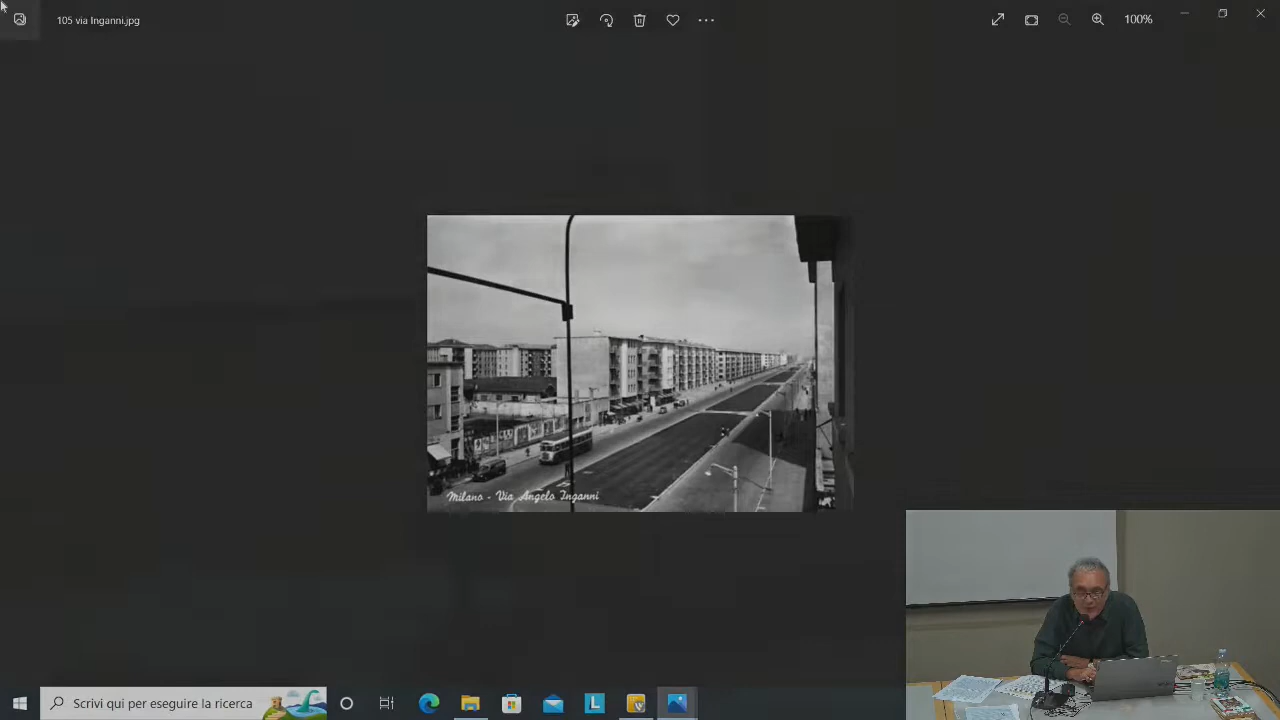 105 via Inganni.jpg
100%
Milano - Via Angelo Inganni
Scrivi qui per eseguire la ricerca
L